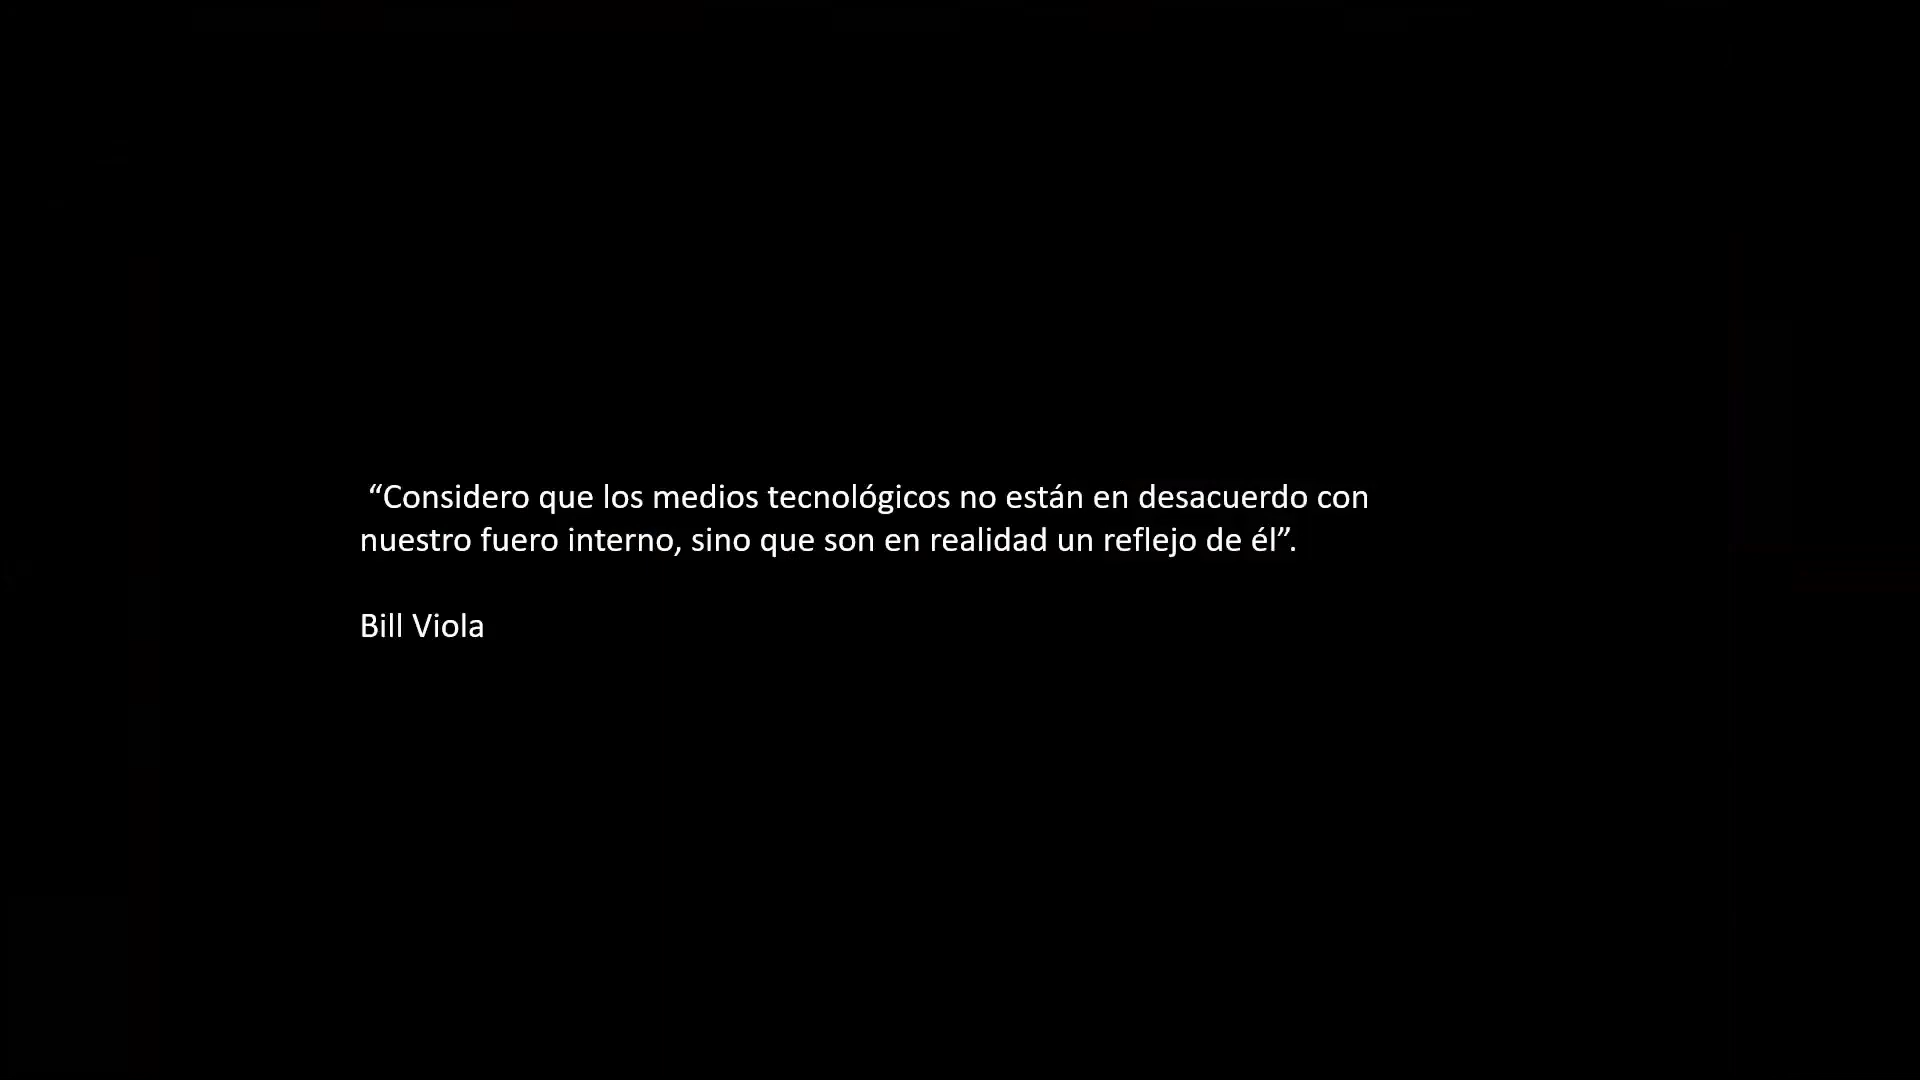 “Considero que los medios tecnológicos no están en desacuerdo con
nuestro fuero interno, sino que son en realidad un reflejo de él”.
Bill Viola